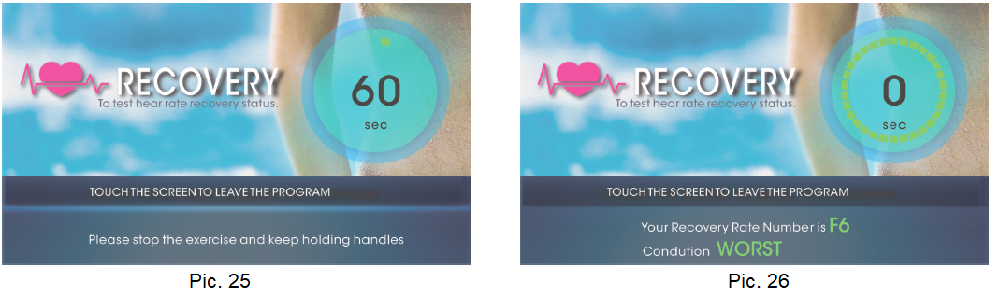 RECOVERY
To test hear rate recovery status.
60
sec
TOUCH THE SCREEN TO LEAVE THE PROGRAM
Please stop the exercise and keep holding handles
Pic. 25
RECOVERY
To test hear rate recovery status.
0
sec
TOUCH THE SCREEN TO LEAVE THE PROGRAM
Your Recovery Rate Number is F6
Condution WORST
Pic. 26